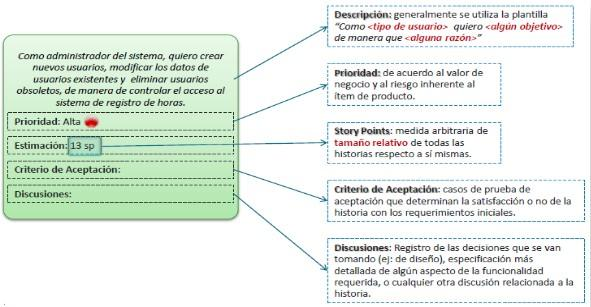 Como administrador del sistema, quiero crear
nuevos usuarios, modificar los datos de
usuarios existentes y eliminar usuarios
obsoletos, de manera de controlar el acceso al
sistema de registro de horas.
Prioridad: Alta
Estimación: 13 sp
Criterio de Aceptación:
Discusiones:
Descripción: generalmente se utiliza la plantilla
“Como <tipo de usuario> quiero <algún objetivo>
de manera que <alguna razón>”
Prioridad: de acuerdo al valor de
negocio y al riesgo inherente al
ítem de producto.
Story Points: medida arbitraria de
tamaño relativo de todas las
historias respecto a sí mismas.
Criterio de Aceptación: casos de prueba de
aceptación que determinan la satisfacción o no de la
historia con los requerimientos iniciales.
Discusiones: Registro de las decisiones que se van
tomando (ej: de diseño), especificación más
detallada de algún aspecto de la funcionalidad
requerida, o cualquier otra discusión relacionada a la
historia.